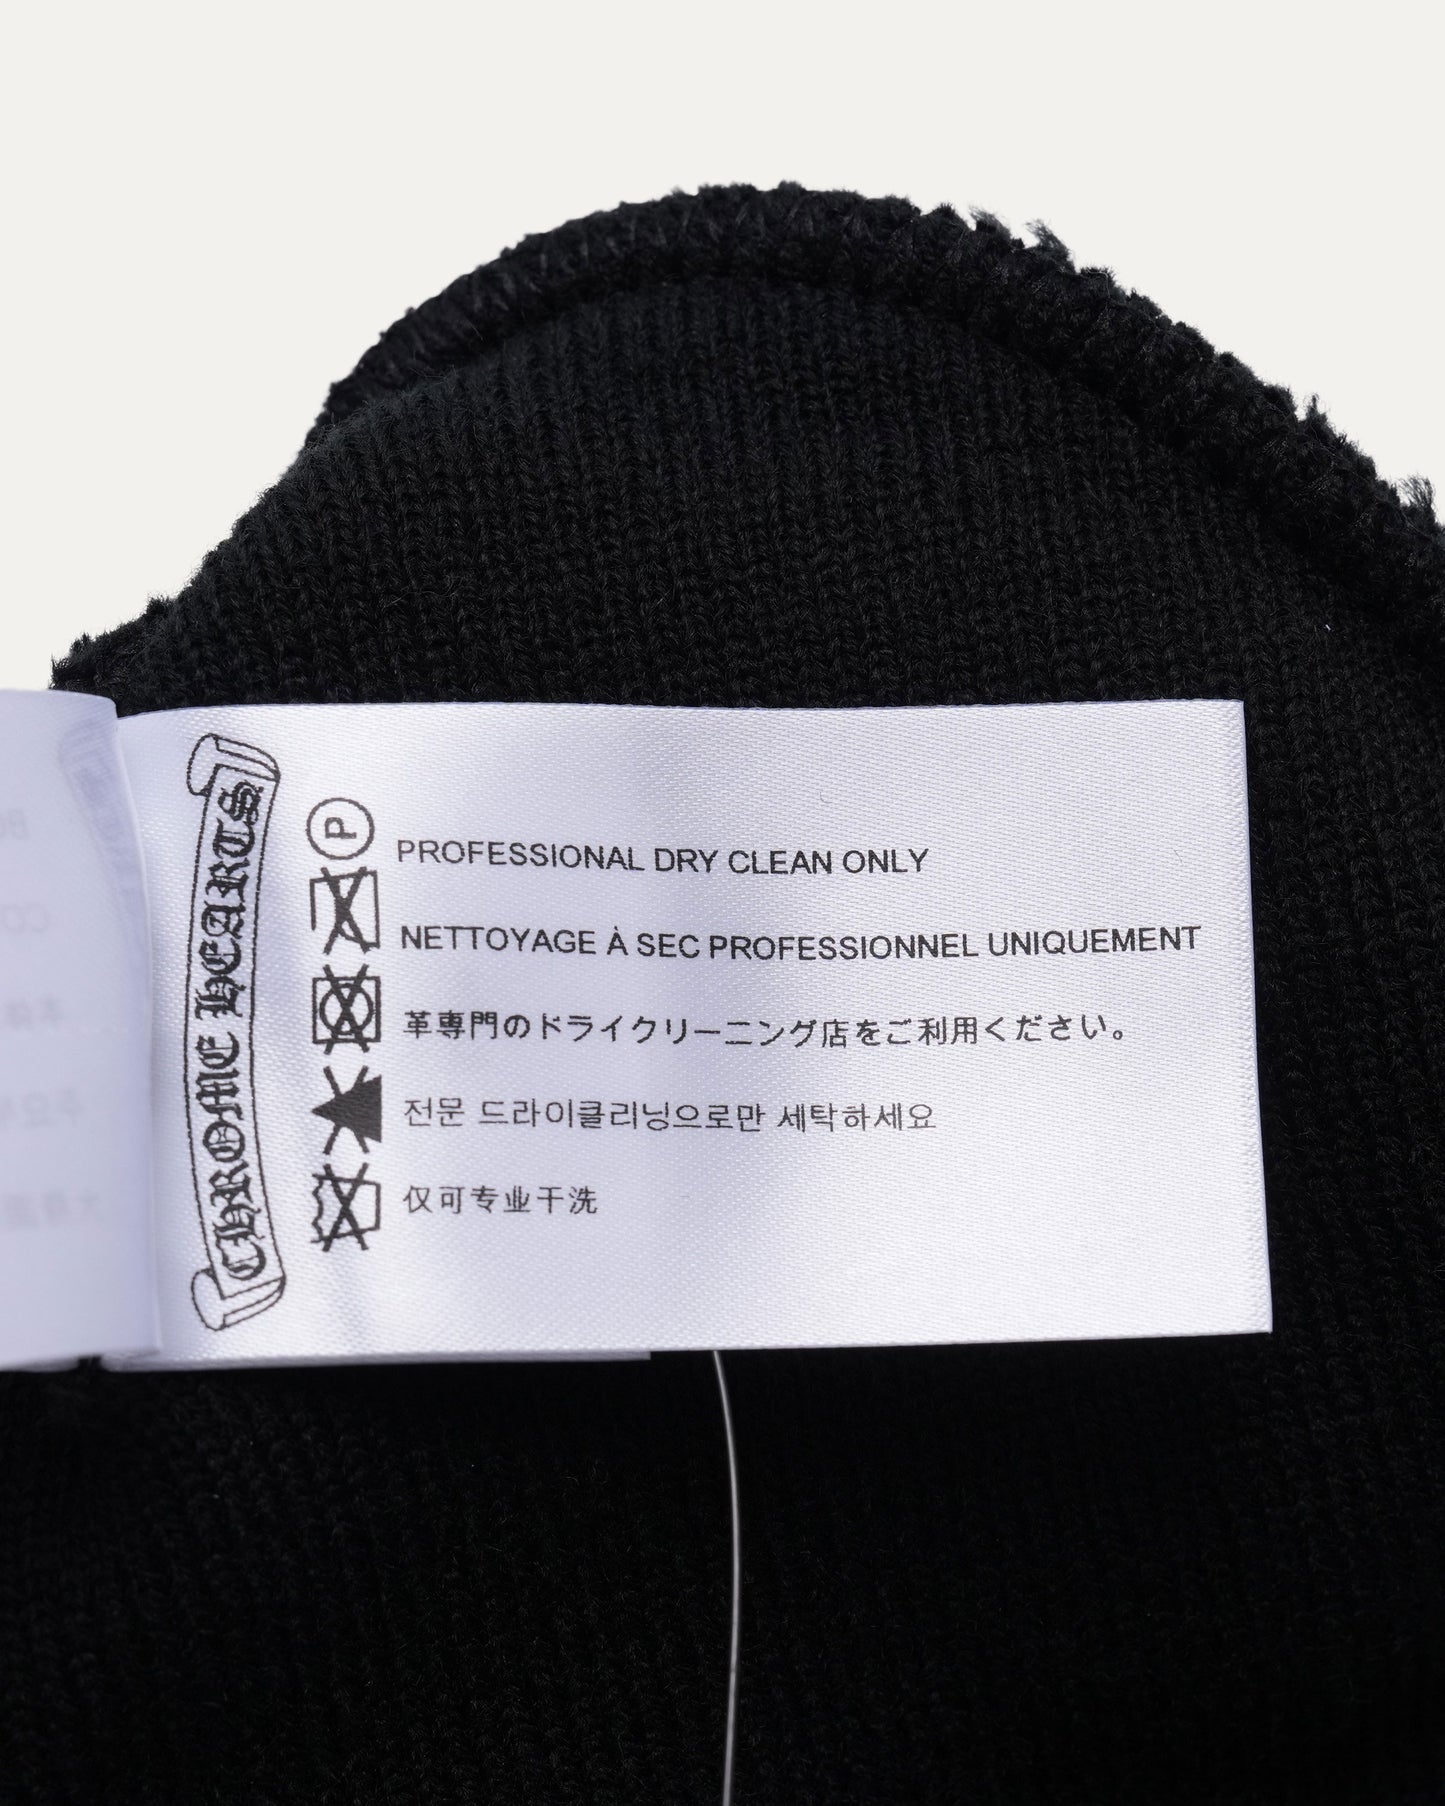 CHROME HEARTS
P
PROFESSIONAL DRY CLEAN ONLY
NETTOYAGE À SEC PROFESSIONNEL UNIQUEMENT
革専門のドライクリーニング店をご利用ください。
전문 드라이클리닝으로만 세탁하세요
仅可专业干洗